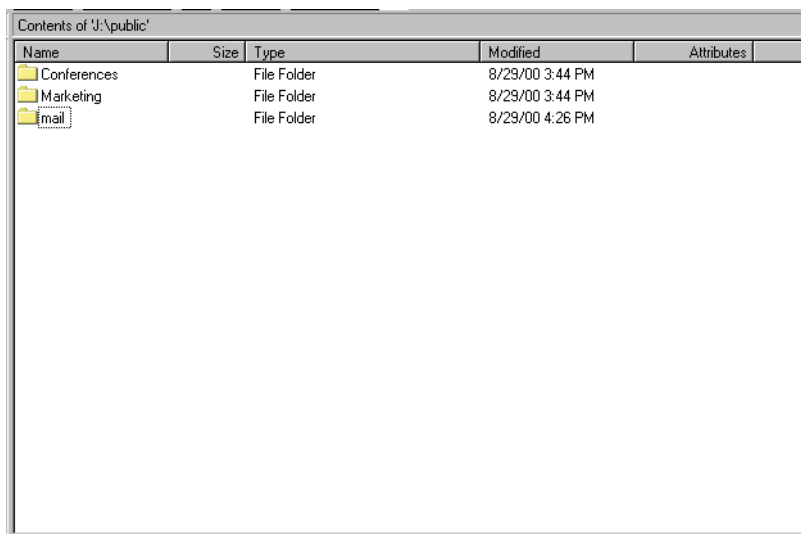 Contents of 'J:\public'
Name Size Type Modified Attributes
Conferences File Folder 8/29/00 3:44 PM
Marketing File Folder 8/29/00 3:44 PM
mail File Folder 8/29/00 4:26 PM